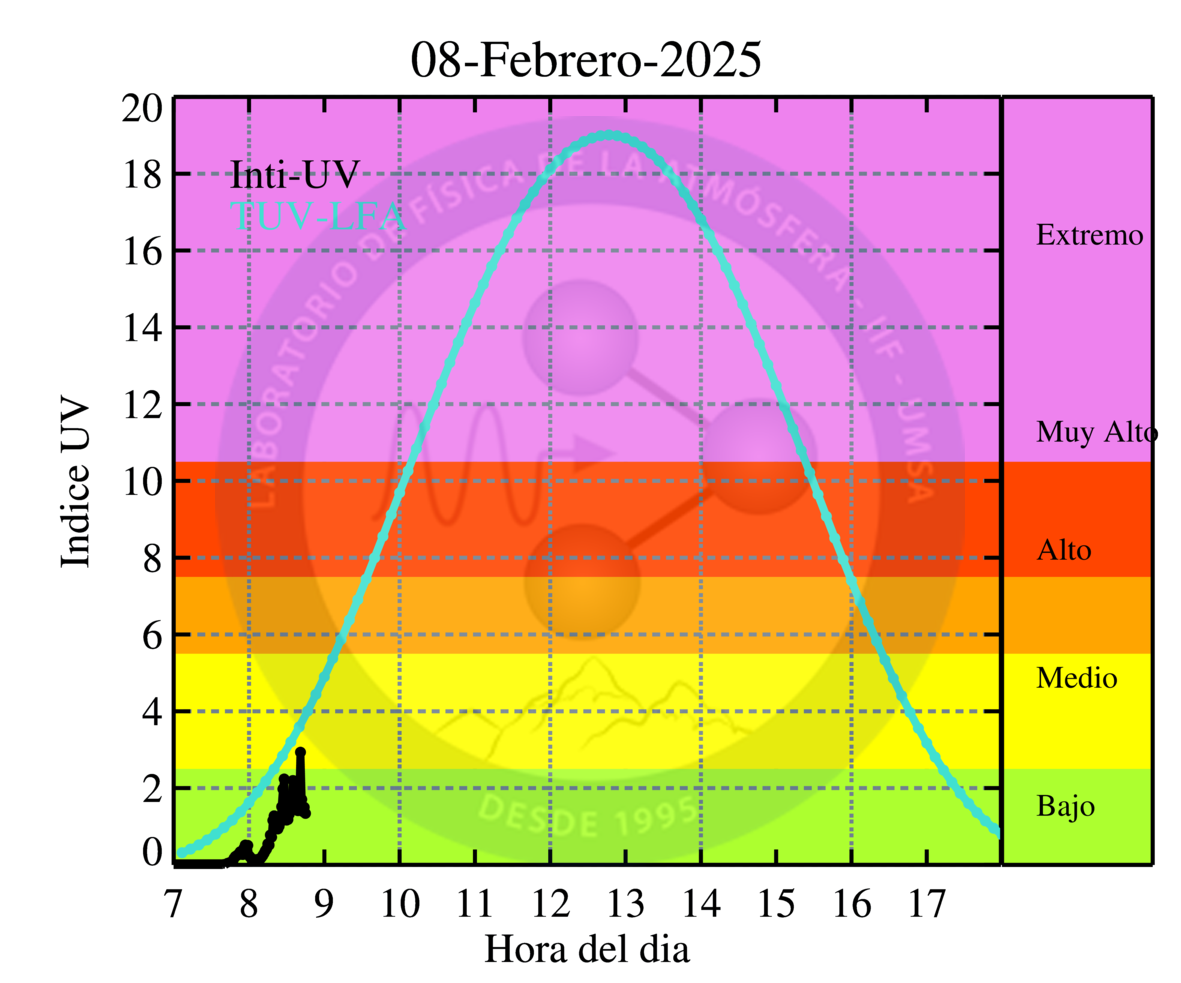 08-Febrero-2025
20
18
16
14
12
10
8
6
4
2
0
Indice UV
Inti-UV
TUV-LFA
LABORATORIO DE FÍSICA DE LA ATMÓSFERA - IIF - UMSA
DESDE 1995
Extremo
Muy Alto
Alto
Medio
Bajo
7 8 9 10 11 12 13 14 15 16 17
Hora del dia